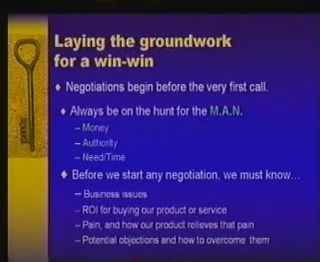 Laying the groundwork
for a win-win
♦ Negotiations begin before the very first call.
♦ Always be on the hunt for the M.A.N.
– Money
– Authority
– Need/Time
♦ Before we start any negotiation, we must know…
– Business issues
– ROI for buying our product or service
– Pain, and how our product relieves that pain
– Potential objections and how to overcome them